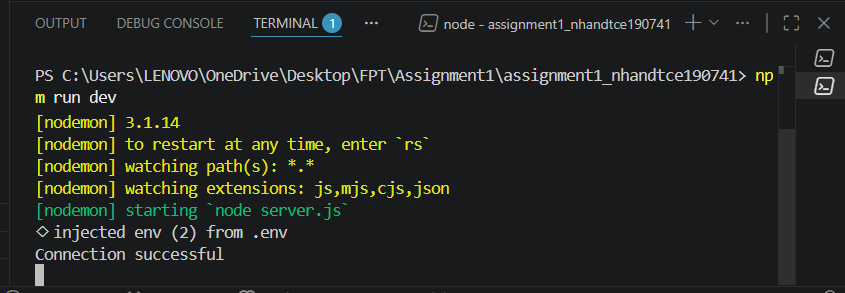 OUTPUT DEBUG CONSOLE TERMINAL 1 ... node - assignment1_nhandtce190741
PS C:\Users\LENOVO\OneDrive\Desktop\FPT\Assignment1\assignment1_nhandtce190741> np
m run dev
[nodemon] 3.1.14
[nodemon] to restart at any time, enter `rs`
[nodemon] watching path(s): *.*
[nodemon] watching extensions: js,mjs,cjs,json
[nodemon] starting `node server.js`
◇ injected env (2) from .env
Connection successful